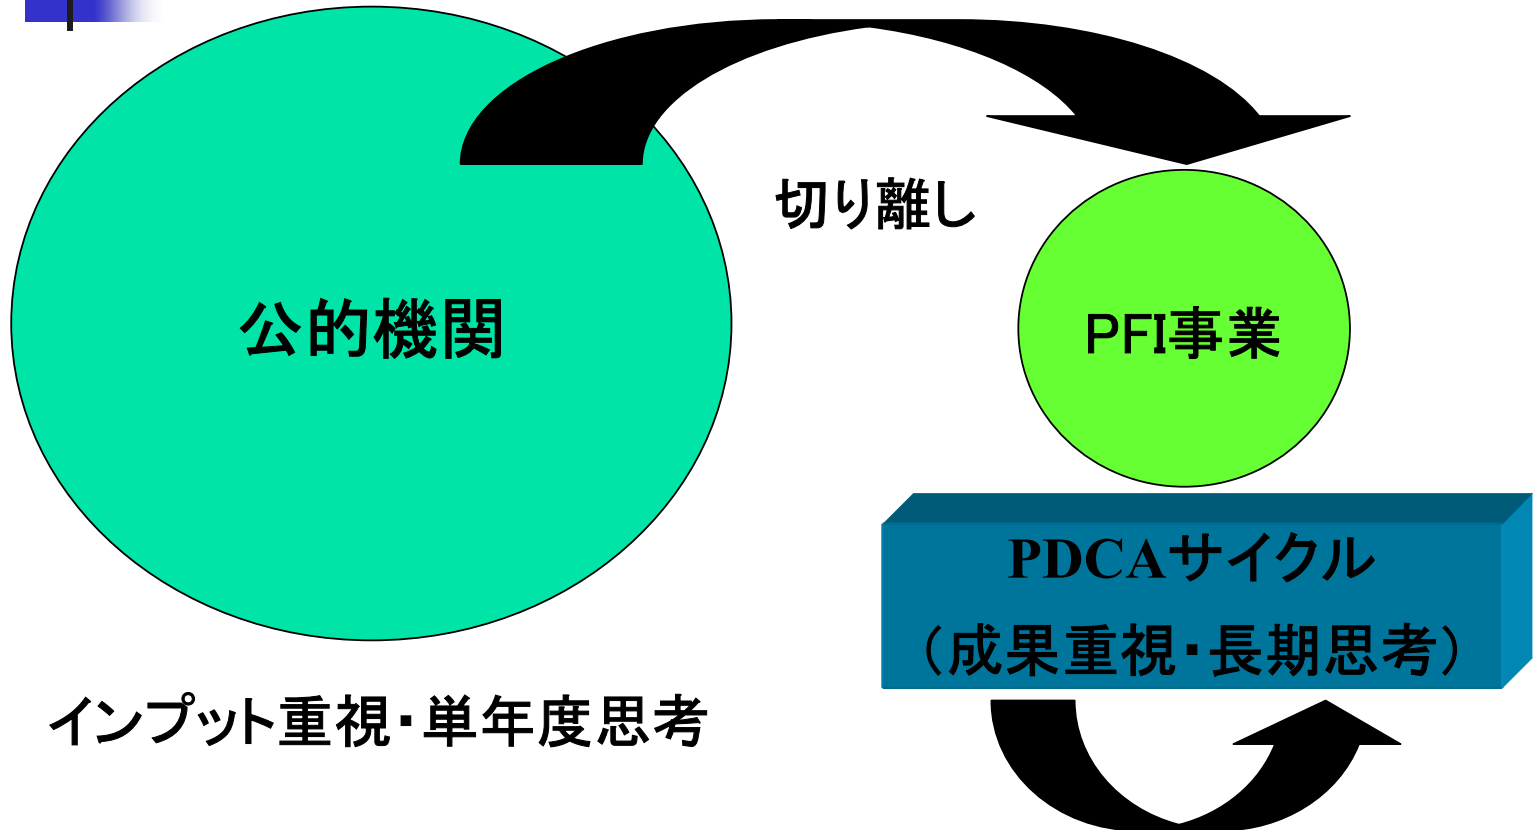 切り離し
公的機関
PFI事業
PDCAサイクル
（成果重視・長期思考）
インプット重視・単年度思考